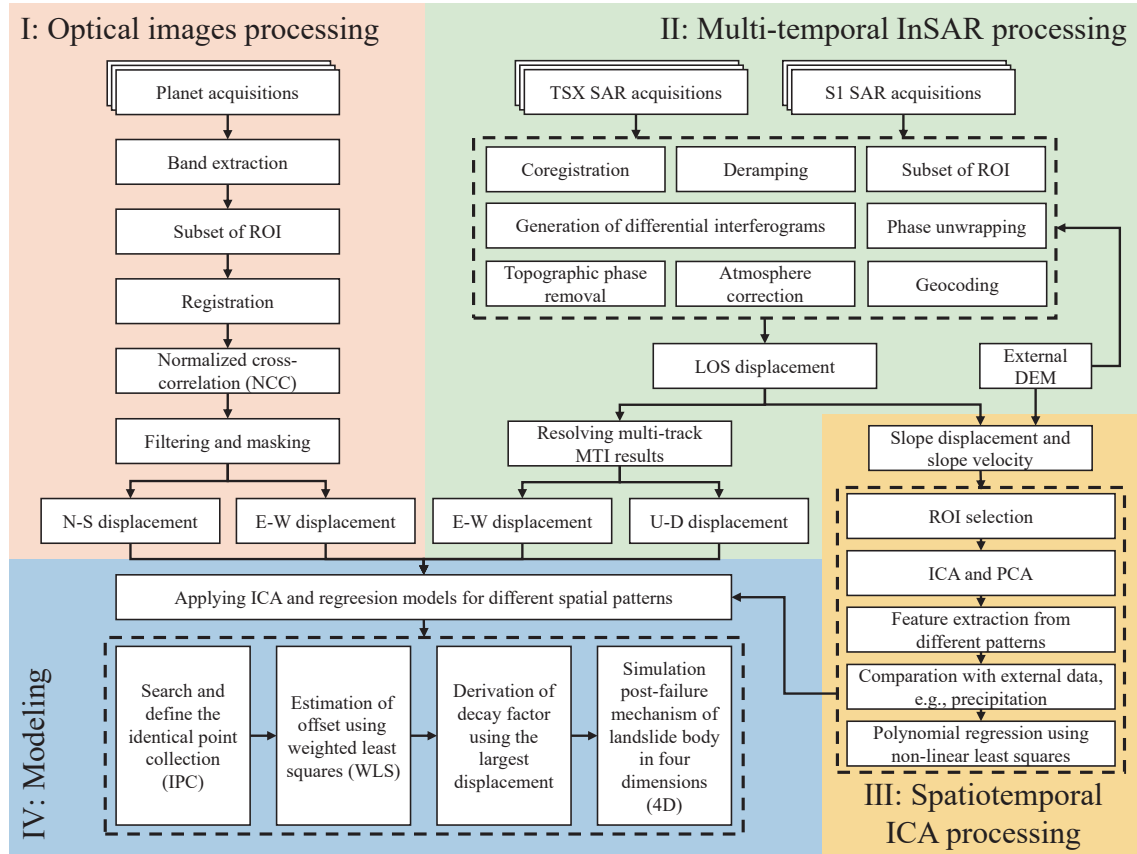 I: Optical images processing
Planet acquisitions
Band extraction
Subset of ROI
Registration
Normalized cross-
correlation (NCC)
Filtering and masking
N-S displacement
E-W displacement
II: Multi-temporal InSAR processing
TSX SAR acquisitions
S1 SAR acquisitions
Coregistration
Deramping
Subset of ROI
Generation of differential interferograms
Phase unwrapping
Topographic phase
removal
Atmosphere
correction
Geocoding
LOS displacement
External
DEM
Resolving multi-track
MTI results
E-W displacement
U-D displacement
Slope displacement and
slope velocity
ROI selection
ICA and PCA
Feature extraction from
different patterns
Comparation with external data,
e.g., precipitation
Polynomial regression using
non-linear least squares
III: Spatiotemporal
ICA processing
IV: Modeling
Applying ICA and regreesion models for different spatial patterns
Search and
define the
identical point
collection
(IPC)
Estimation of
offset using
weighted least
squares (WLS)
Derivation of
decay factor
using the
largest
displacement
Simulation
post-failure
mechanism of
landslide body
in four
dimensions
(4D)